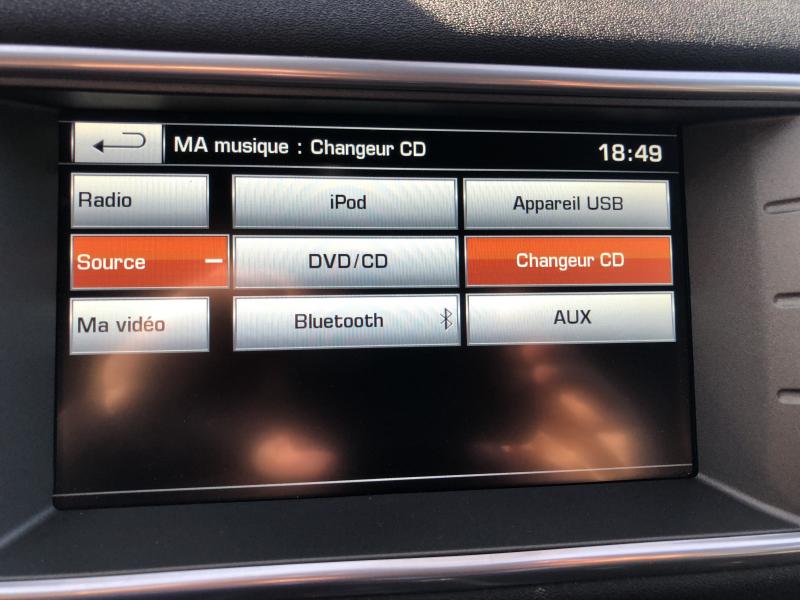 MA musique : Changeur CD
18:49
Radio
iPod
Appareil USB
Source
DVD/CD
Changeur CD
Ma vidéo
Bluetooth
AUX